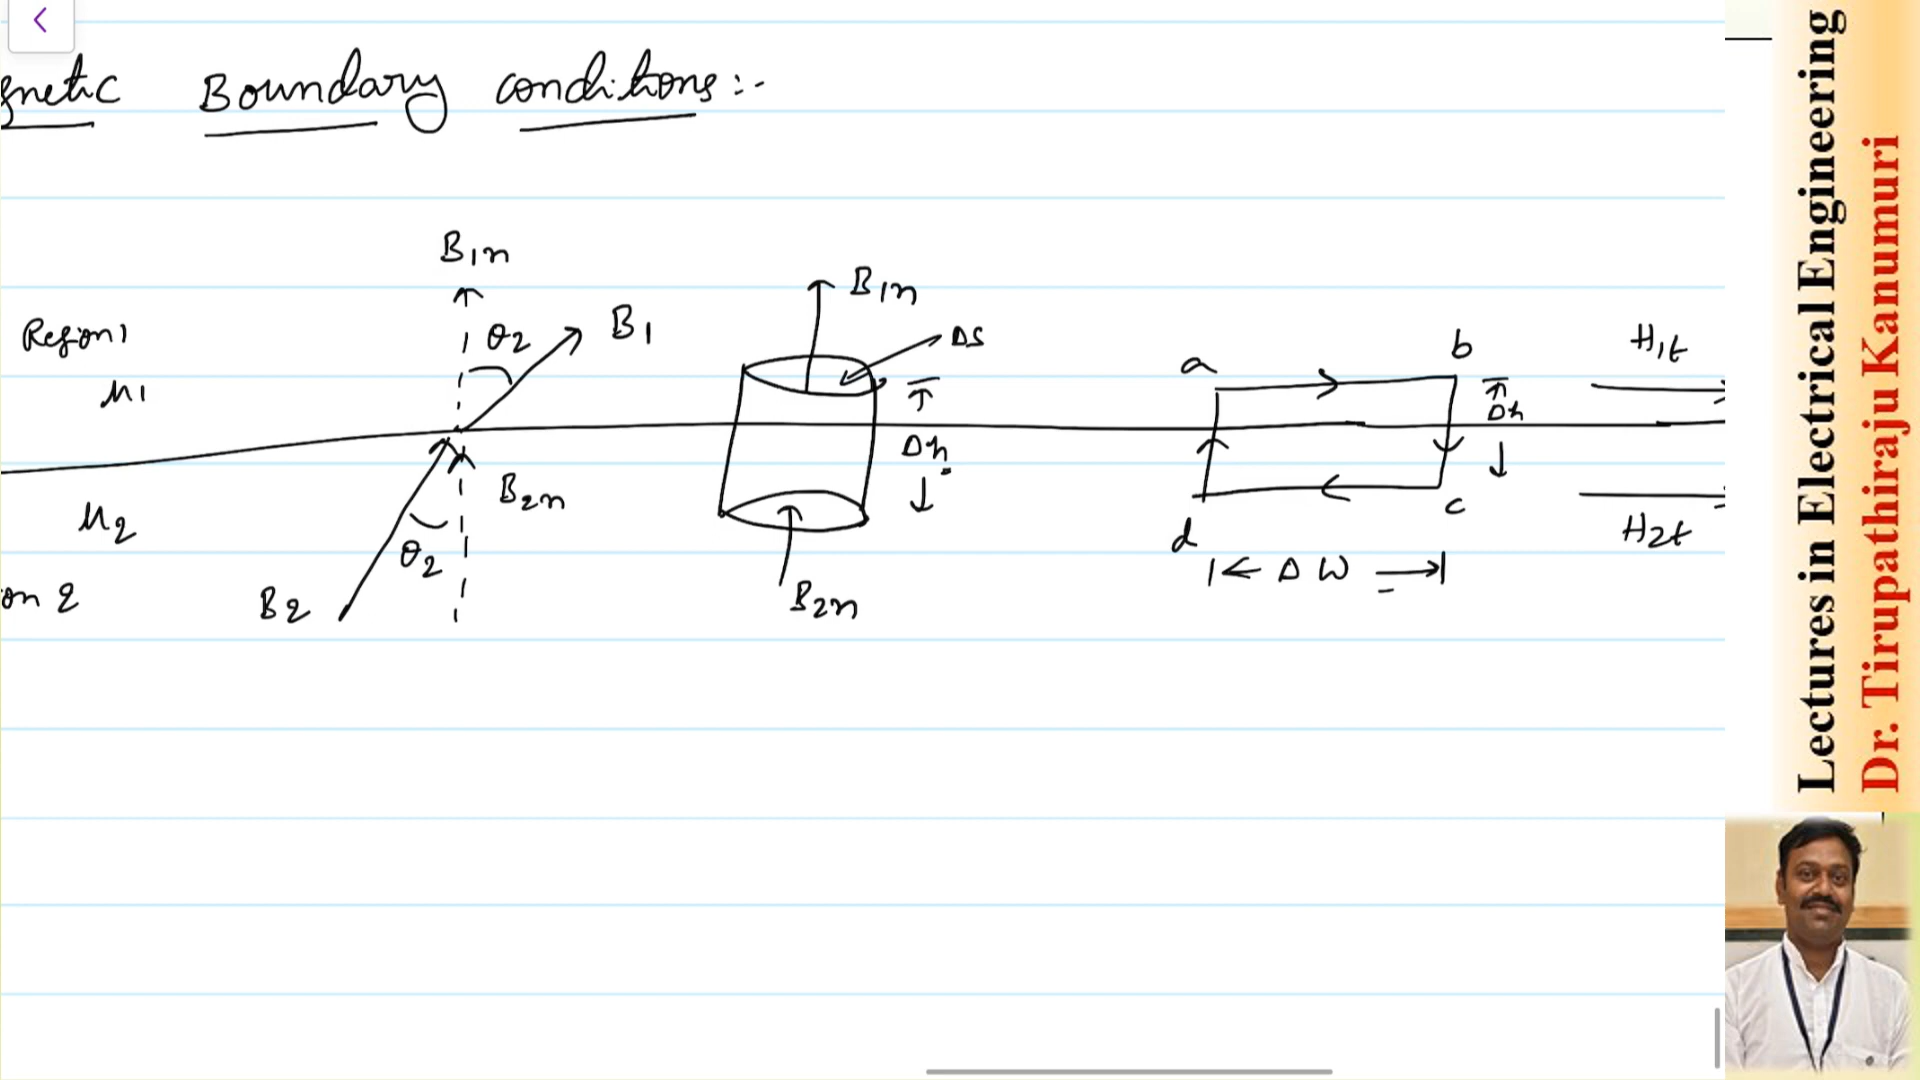 gnetic Boundary conditions:-
B1n
B1n
θ2
B1
Region1
ΔS
b
H1t
a
μ1
Δh
Δh
μ2
B2n
c
H2t
d
θ2
ΔW
on 2
B2
B2n
Lectures in Electrical Engineering
Dr. Tirupathiraju Kanumuri